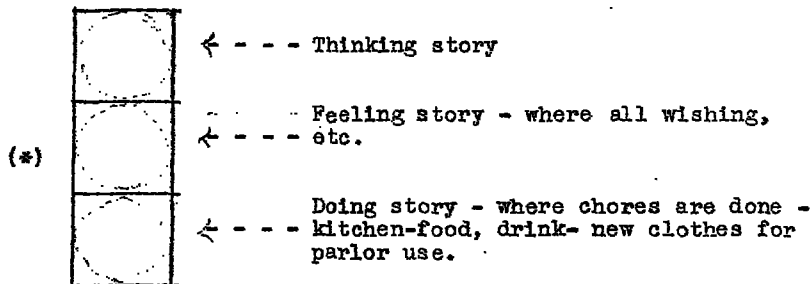 Thinking story
Feeling story - where all wishing,
etc.
(*)
Doing story - where chores are done -
kitchen-food, drink- new clothes for
parlor use.